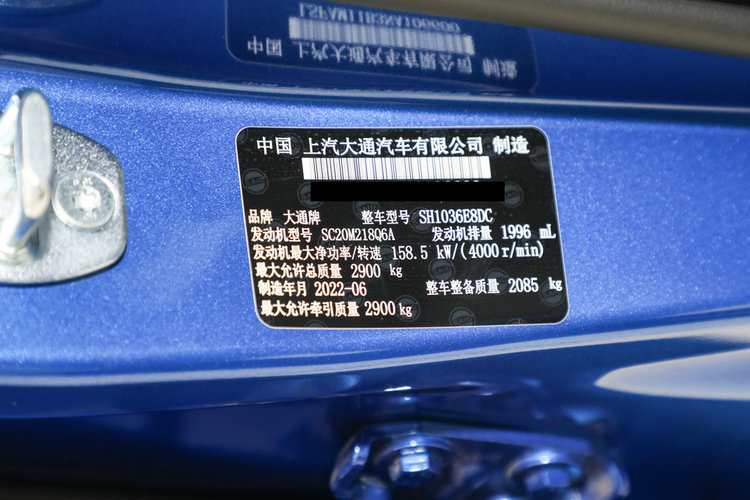 中国 上汽大通汽车有限公司 制造
品牌 大通牌 整车型号 SH1036E8DC
发动机型号 SC20M218Q6A 发动机排量 1996 mL
发动机最大净功率/转速 158.5 kW/(4000r/min)
最大允许总质量 2900 kg
制造年月 2022-06 整车整备质量 2085 kg
最大允许牵引质量 2900 kg